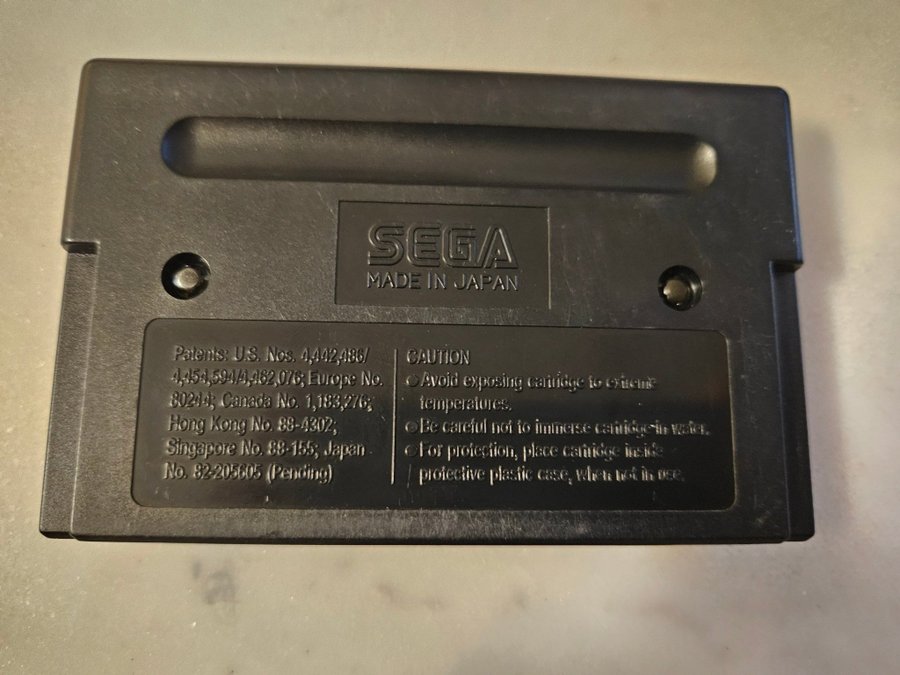 SEGA
MADE IN JAPAN
Patents: U.S. Nos. 4,442,486/
4,454,594/4,462,076; Europe No.
80244; Canada No. 1,183,276;
Hong Kong No. 88-4302;
Singapore No. 88-155; Japan
No. 82-205605 (Pending)
CAUTION
● Avoid exposing cartridge to extreme
temperatures.
● Be careful not to immerse cartridge in water.
● For protection, place cartridge inside
protective plastic case, when not in use.